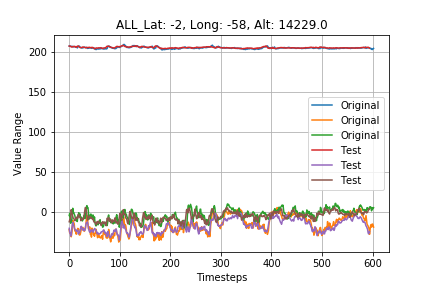 ALL_Lat: -2, Long: -58, Alt: 14229.0
200
150
100
50
0
Value Range
Original
Original
Original
Test
Test
Test
0 100 200 300 400 500 600
Timesteps